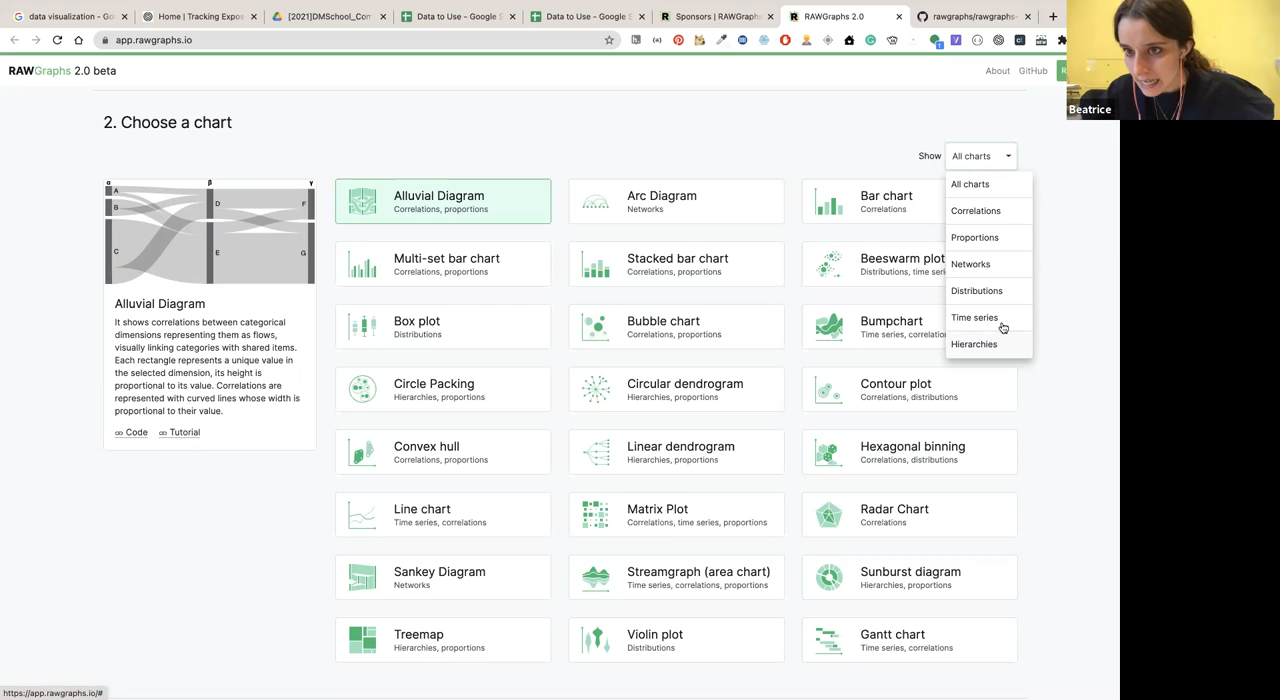 data visualization - Go
Home | Tracking Expos
[2021]DMSchool_Con
Data to Use - Google S
Data to Use - Google S
Sponsors | RAWGraphs
RAWGraphs 2.0
rawgraphs/rawgraphs-
app.rawgraphs.io
RAWGraphs 2.0 beta
About
GitHub
Beatrice
2. Choose a chart
Show
All charts
All charts
Correlations
Proportions
Networks
Distributions
Time series
Hierarchies
α
β
γ
A
B
C
D
E
F
G
Alluvial Diagram
It shows correlations between categorical
dimensions representing them as flows,
visually linking categories with shared items.
Each rectangle represents a unique value in
the selected dimension, its height is
proportional to its value. Correlations are
represented with curved lines whose width is
proportional to their value.
Code
Tutorial
Alluvial Diagram
Correlations, proportions
Arc Diagram
Networks
Bar chart
Correlations
Multi-set bar chart
Correlations, proportions
Stacked bar chart
Correlations, proportions
Beeswarm plot
Distributions, time serie
Box plot
Distributions
Bubble chart
Correlations, proportions
Bumpchart
Time series, correlation
Circle Packing
Hierarchies, proportions
Circular dendrogram
Hierarchies, proportions
Contour plot
Correlations, distributions
Convex hull
Correlations, proportions
Linear dendrogram
Hierarchies, proportions
Hexagonal binning
Correlations, distributions
Line chart
Time series, correlations
Matrix Plot
Correlations, time series, proportions
Radar Chart
Correlations
Sankey Diagram
Networks
Streamgraph (area chart)
Time series, correlations, proportions
Sunburst diagram
Hierarchies, proportions
Treemap
Hierarchies, proportions
Violin plot
Distributions
Gantt chart
Time series, correlations
https://app.rawgraphs.io/#